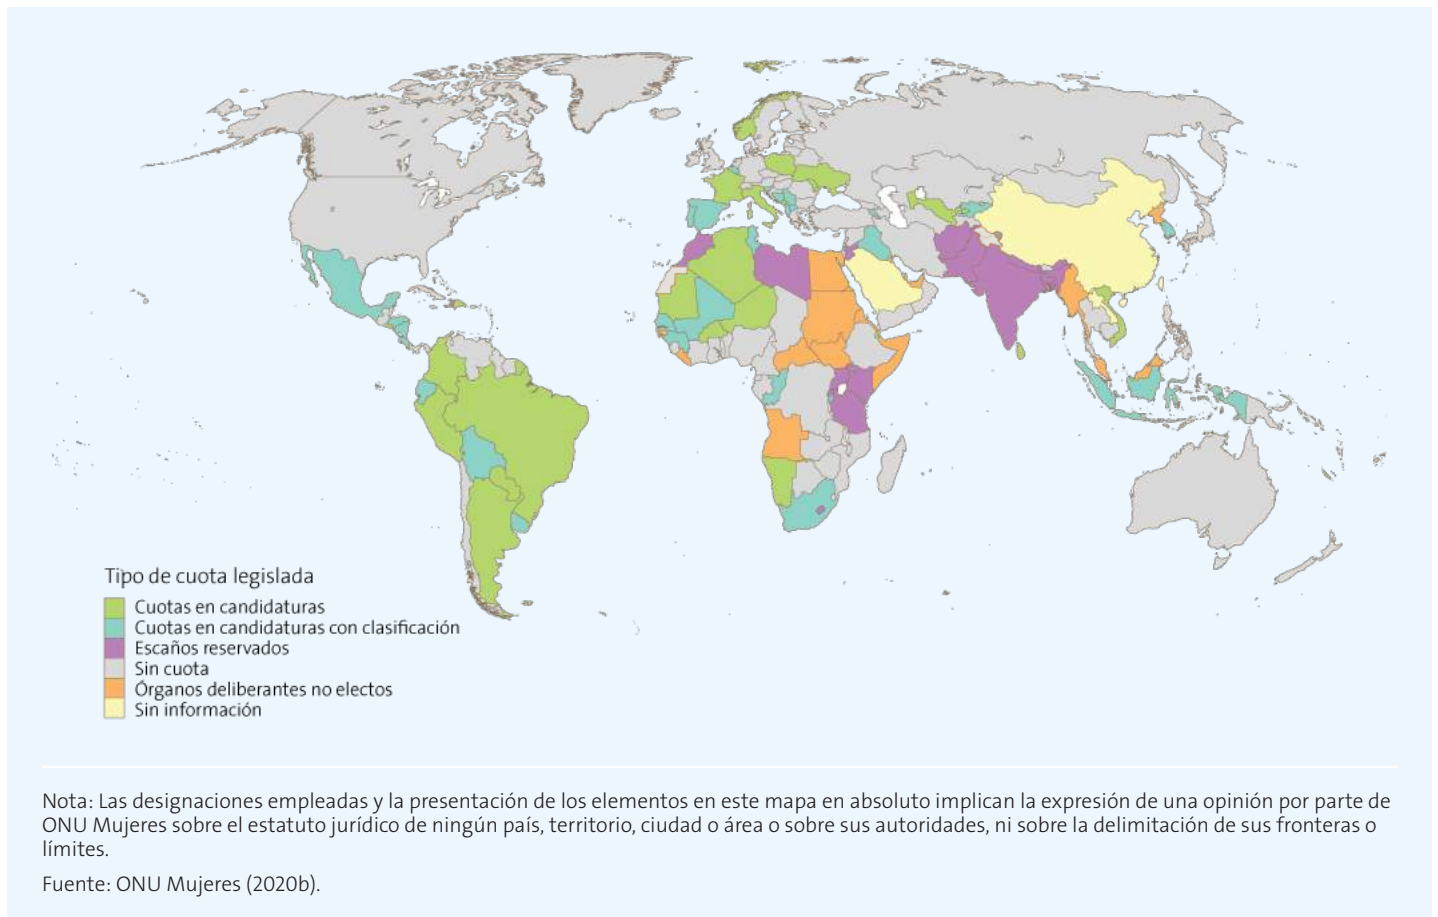 Tipo de cuota legislada
Cuotas en candidaturas
Cuotas en candidaturas con clasificación
Escaños reservados
Sin cuota
Órganos deliberantes no electos
Sin información
Nota: Las designaciones empleadas y la presentación de los elementos en este mapa en absoluto implican la expresión de una opinión por parte de
ONU Mujeres sobre el estatuto jurídico de ningún país, territorio, ciudad o área o sobre sus autoridades, ni sobre la delimitación de sus fronteras o
límites.
Fuente: ONU Mujeres (2020b).